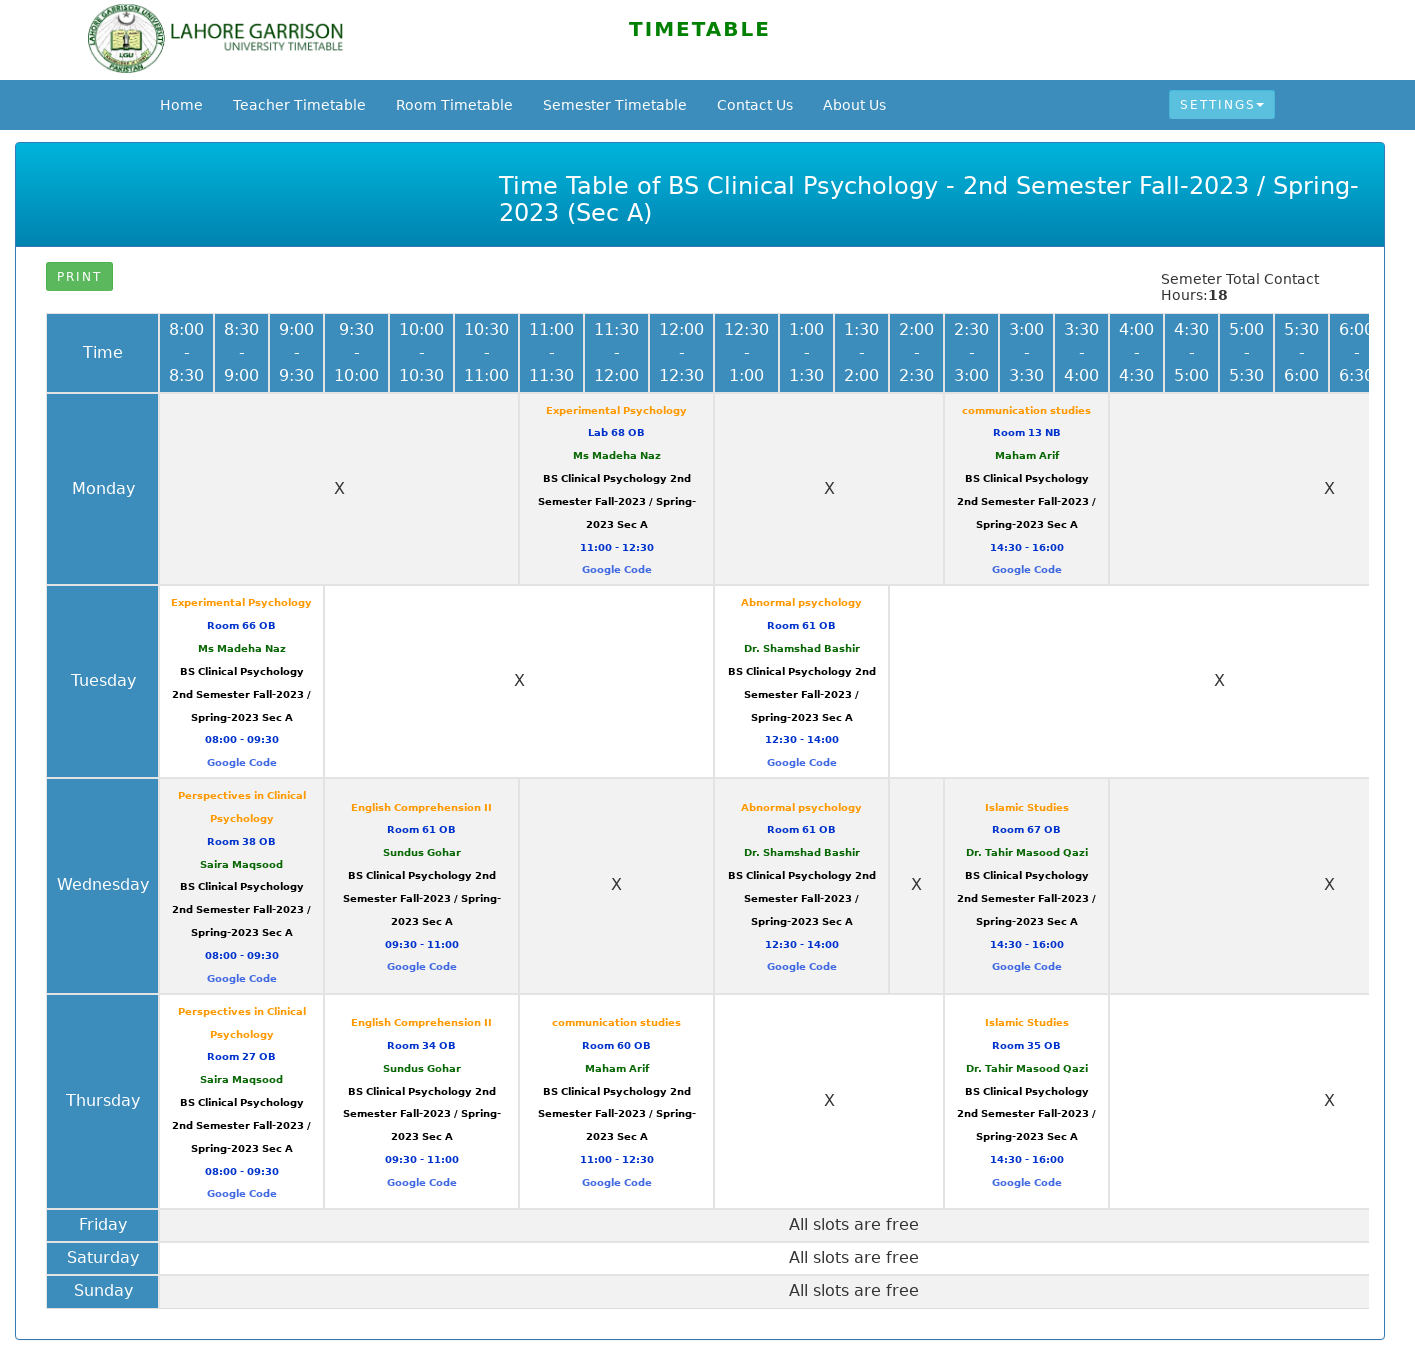 LAHORE GARRISON UNIVERSITY
LGU
PAKISTAN
LAHORE GARRISON
UNIVERSITY TIMETABLE
TIMETABLE
Home Teacher Timetable Room Timetable Semester Timetable Contact Us About Us SETTINGS
Time Table of BS Clinical Psychology - 2nd Semester Fall-2023 / Spring-
2023 (Sec A)
PRINT
Semeter Total Contact
Hours:18
Time
8:00 - 8:30
8:30 - 9:00
9:00 - 9:30
9:30 - 10:00
10:00 - 10:30
10:30 - 11:00
11:00 - 11:30
11:30 - 12:00
12:00 - 12:30
12:30 - 1:00
1:00 - 1:30
1:30 - 2:00
2:00 - 2:30
2:30 - 3:00
3:00 - 3:30
3:30 - 4:00
4:00 - 4:30
4:30 - 5:00
5:00 - 5:30
5:30 - 6:00
6:00 - 6:30
Monday
X
Experimental Psychology
Lab 68 OB
Ms Madeha Naz
BS Clinical Psychology 2nd
Semester Fall-2023 / Spring-
2023 Sec A
11:00 - 12:30
Google Code
X
communication studies
Room 13 NB
Maham Arif
BS Clinical Psychology
2nd Semester Fall-2023 /
Spring-2023 Sec A
14:30 - 16:00
Google Code
X
Tuesday
Experimental Psychology
Room 66 OB
Ms Madeha Naz
BS Clinical Psychology
2nd Semester Fall-2023 /
Spring-2023 Sec A
08:00 - 09:30
Google Code
X
Abnormal psychology
Room 61 OB
Dr. Shamshad Bashir
BS Clinical Psychology 2nd
Semester Fall-2023 /
Spring-2023 Sec A
12:30 - 14:00
Google Code
X
Wednesday
Perspectives in Clinical
Psychology
Room 38 OB
Saira Maqsood
BS Clinical Psychology
2nd Semester Fall-2023 /
Spring-2023 Sec A
08:00 - 09:30
Google Code
English Comprehension II
Room 61 OB
Sundus Gohar
BS Clinical Psychology 2nd
Semester Fall-2023 / Spring-
2023 Sec A
09:30 - 11:00
Google Code
X
Abnormal psychology
Room 61 OB
Dr. Shamshad Bashir
BS Clinical Psychology 2nd
Semester Fall-2023 /
Spring-2023 Sec A
12:30 - 14:00
Google Code
X
Islamic Studies
Room 67 OB
Dr. Tahir Masood Qazi
BS Clinical Psychology
2nd Semester Fall-2023 /
Spring-2023 Sec A
14:30 - 16:00
Google Code
X
Thursday
Perspectives in Clinical
Psychology
Room 27 OB
Saira Maqsood
BS Clinical Psychology
2nd Semester Fall-2023 /
Spring-2023 Sec A
08:00 - 09:30
Google Code
English Comprehension II
Room 34 OB
Sundus Gohar
BS Clinical Psychology 2nd
Semester Fall-2023 / Spring-
2023 Sec A
09:30 - 11:00
Google Code
communication studies
Room 60 OB
Maham Arif
BS Clinical Psychology 2nd
Semester Fall-2023 / Spring-
2023 Sec A
11:00 - 12:30
Google Code
X
Islamic Studies
Room 35 OB
Dr. Tahir Masood Qazi
BS Clinical Psychology
2nd Semester Fall-2023 /
Spring-2023 Sec A
14:30 - 16:00
Google Code
X
Friday
All slots are free
Saturday
All slots are free
Sunday
All slots are free